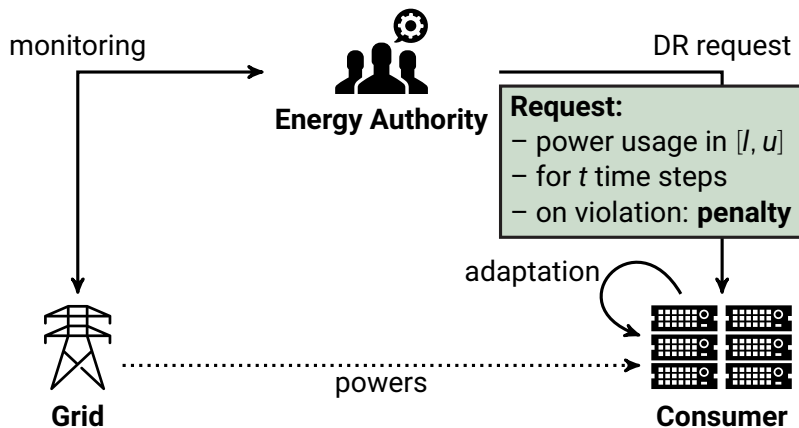 monitoring
DR request
Energy Authority
Request:
– power usage in [l, u]
– for t time steps
– on violation: penalty
adaptation
powers
Grid
Consumer